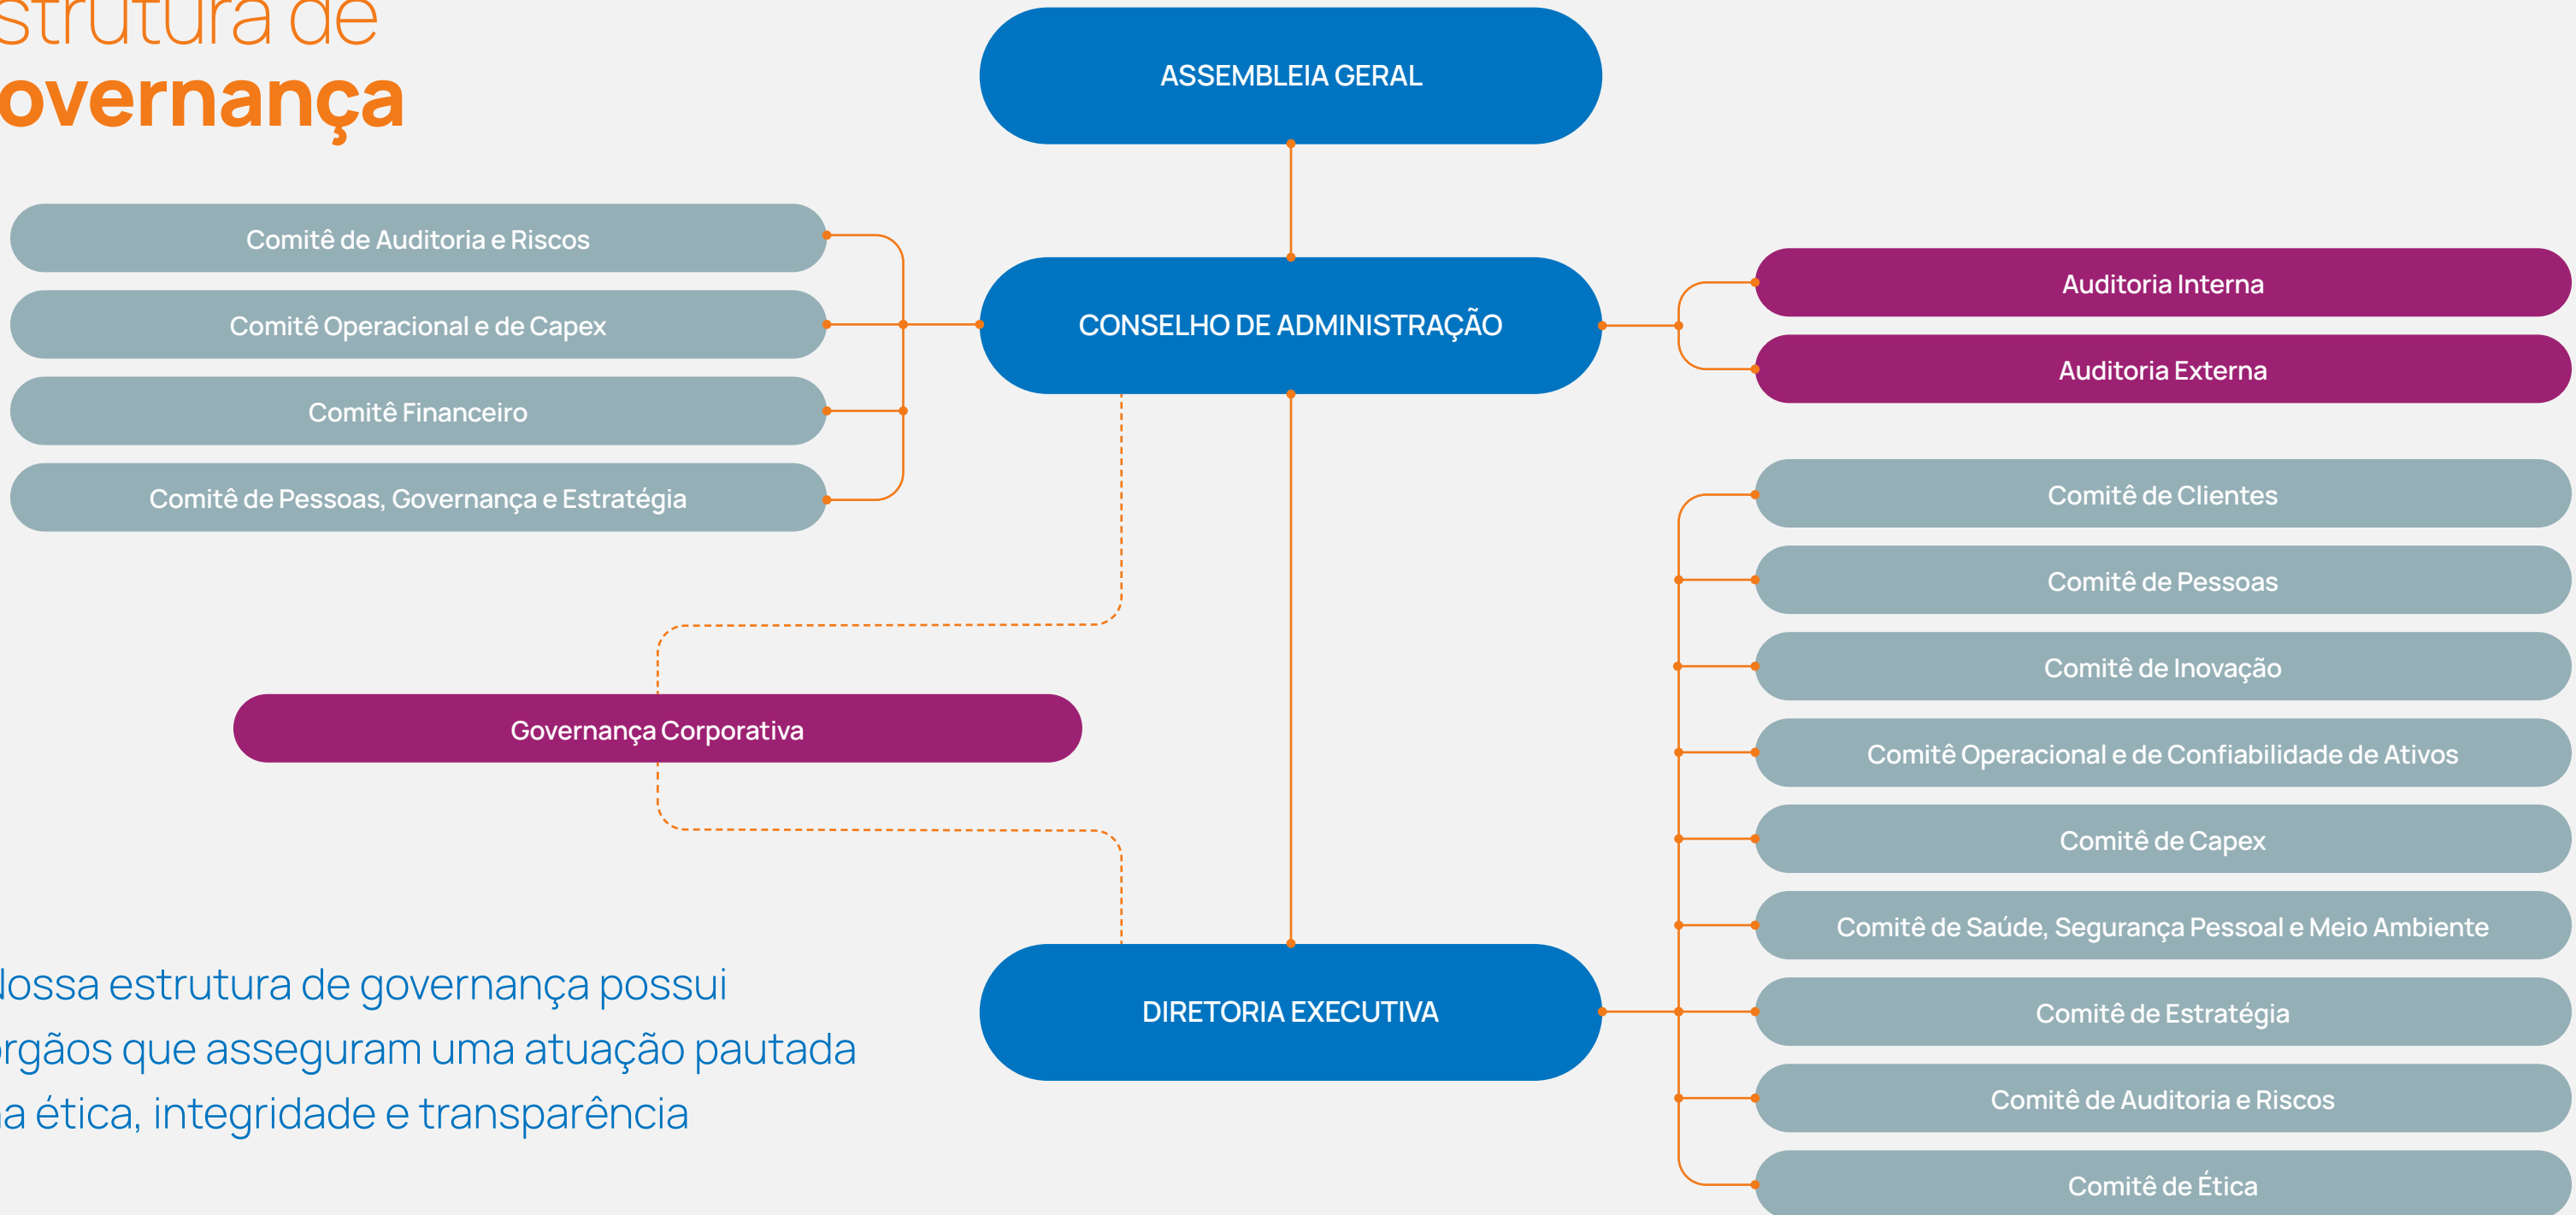 strutura de
overnança
ASSEMBLEIA GERAL
Comitê de Auditoria e Riscos
Comitê Operacional e de Capex
Comitê Financeiro
Comitê de Pessoas, Governança e Estratégia
CONSELHO DE ADMINISTRAÇÃO
Auditoria Interna
Auditoria Externa
Governança Corporativa
DIRETORIA EXECUTIVA
Comitê de Clientes
Comitê de Pessoas
Comitê de Inovação
Comitê Operacional e de Confiabilidade de Ativos
Comitê de Capex
Comitê de Saúde, Segurança Pessoal e Meio Ambiente
Comitê de Estratégia
Comitê de Auditoria e Riscos
Comitê de Ética
Nossa estrutura de governança possui
órgãos que asseguram uma atuação pautada
na ética, integridade e transparência